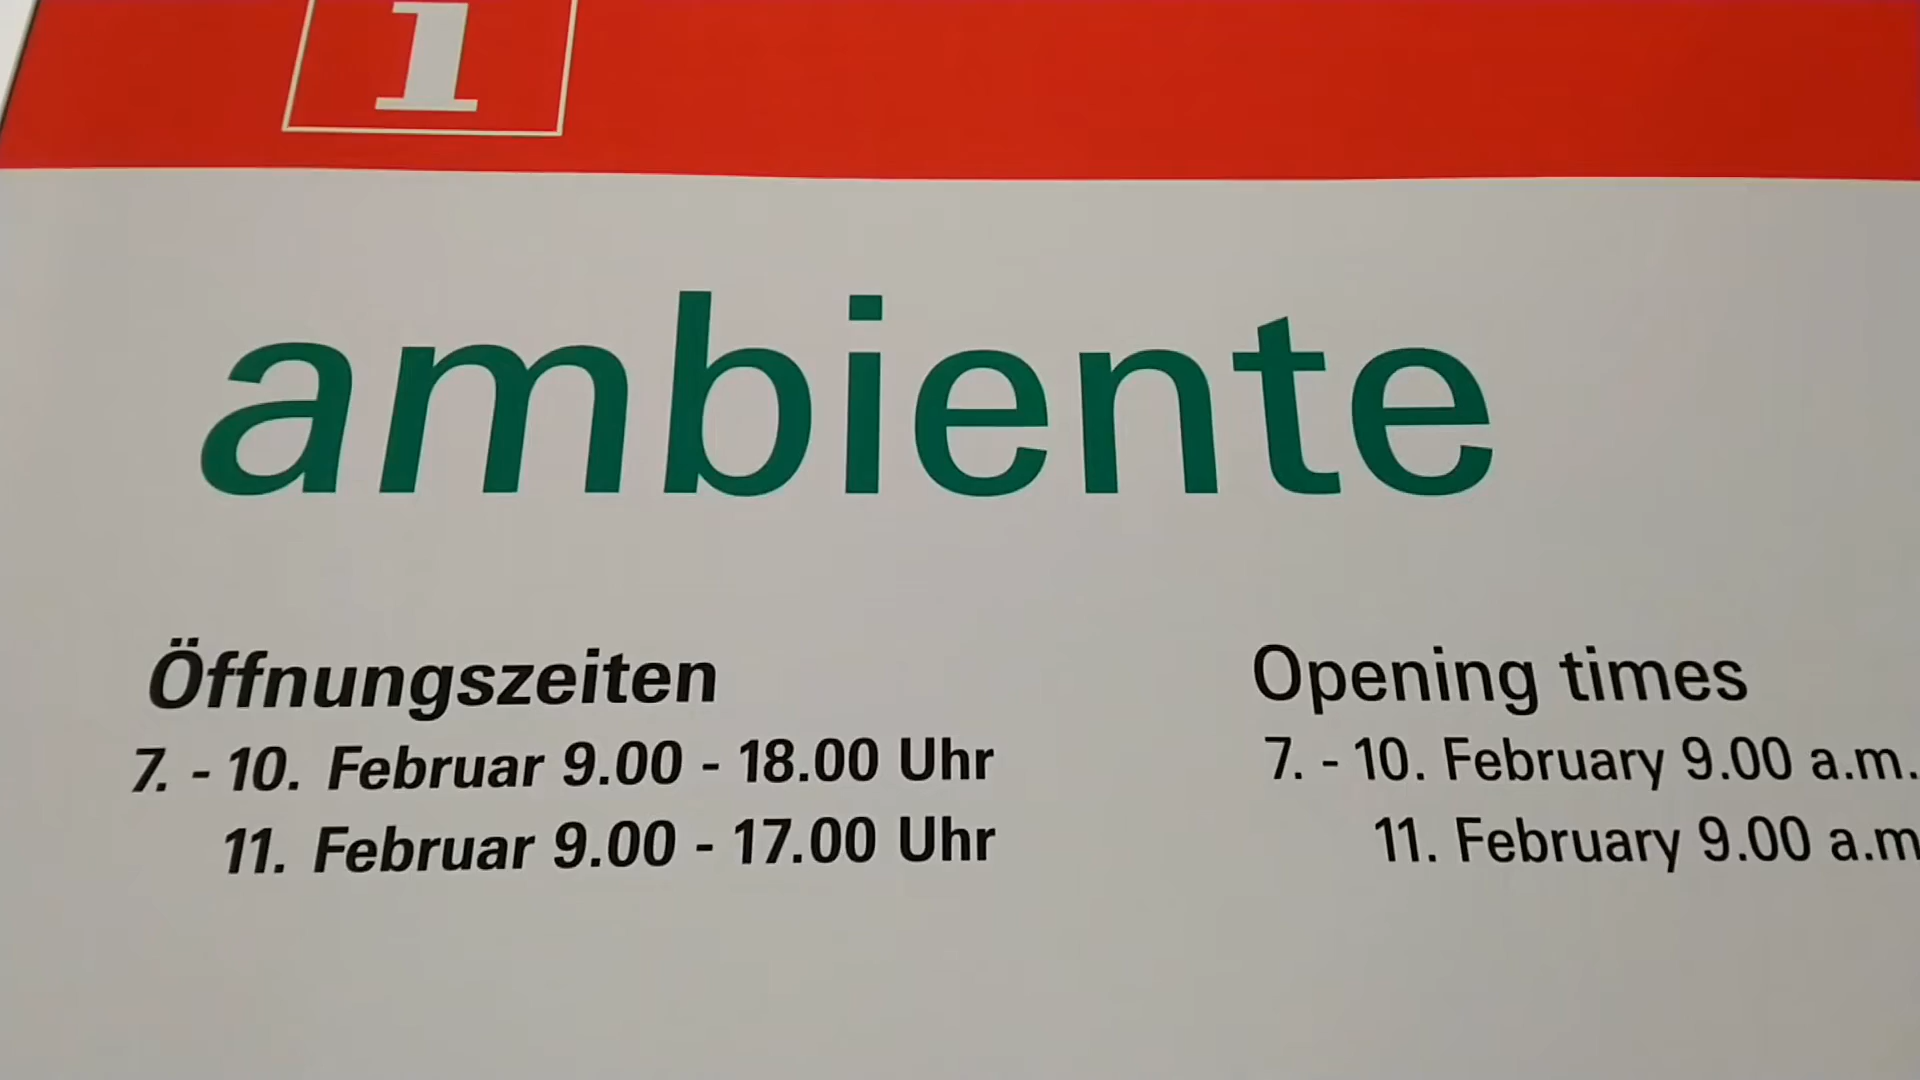 i
ambiente
Öffnungszeiten
7. - 10. Februar 9.00 - 18.00 Uhr
11. Februar 9.00 - 17.00 Uhr
Opening times
7. - 10. February 9.00 a.m.
11. February 9.00 a.m